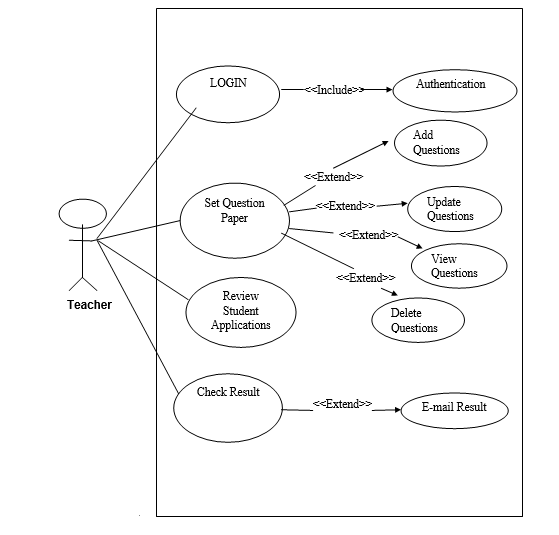 LOGIN
<<Include>>
Authentication
Add
Questions
<<Extend>>
Set Question
Paper
<<Extend>>
Update
Questions
<<Extend>>
View
Questions
<<Extend>>
Delete
Questions
Teacher
Review
Student
Applications
Check Result
<<Extend>>
E-mail Result